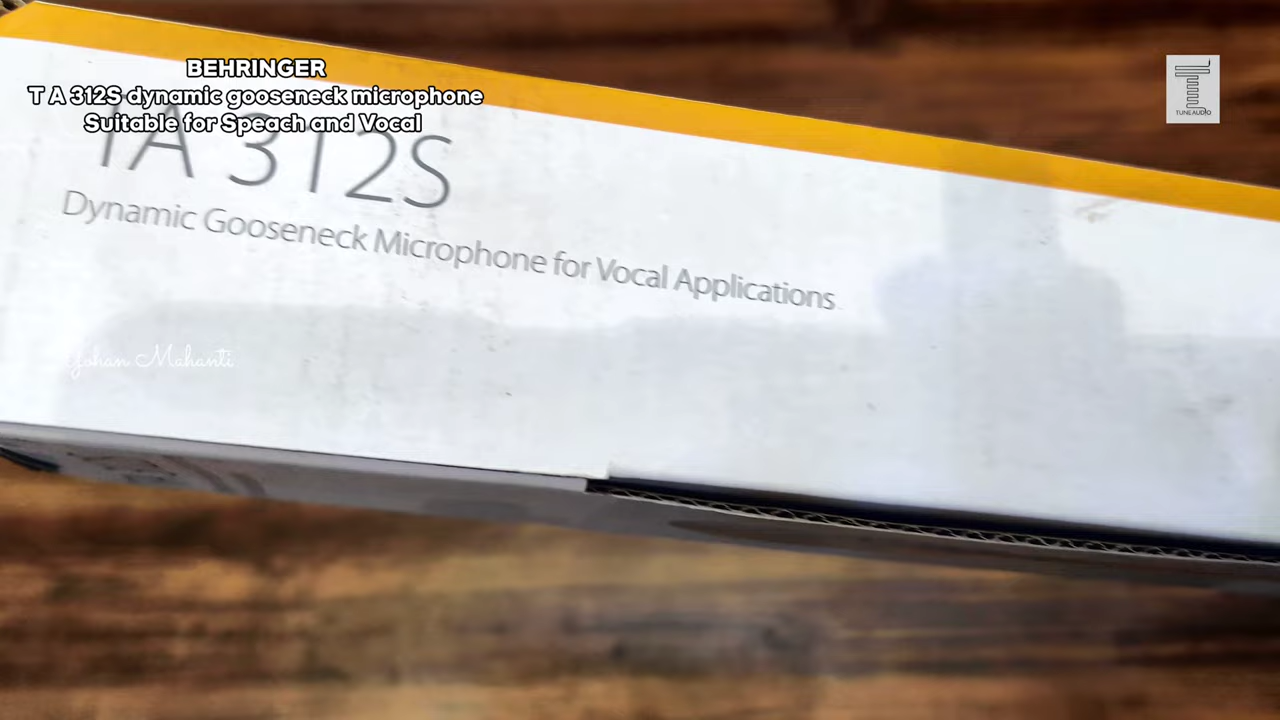 BEHRINGER
T A 312S dynamic gooseneck microphone
Suitable for Speach and Vocal
TA 312S
Dynamic Gooseneck Microphone for Vocal Applications
Johan Mahanti
TUNEAUDIO